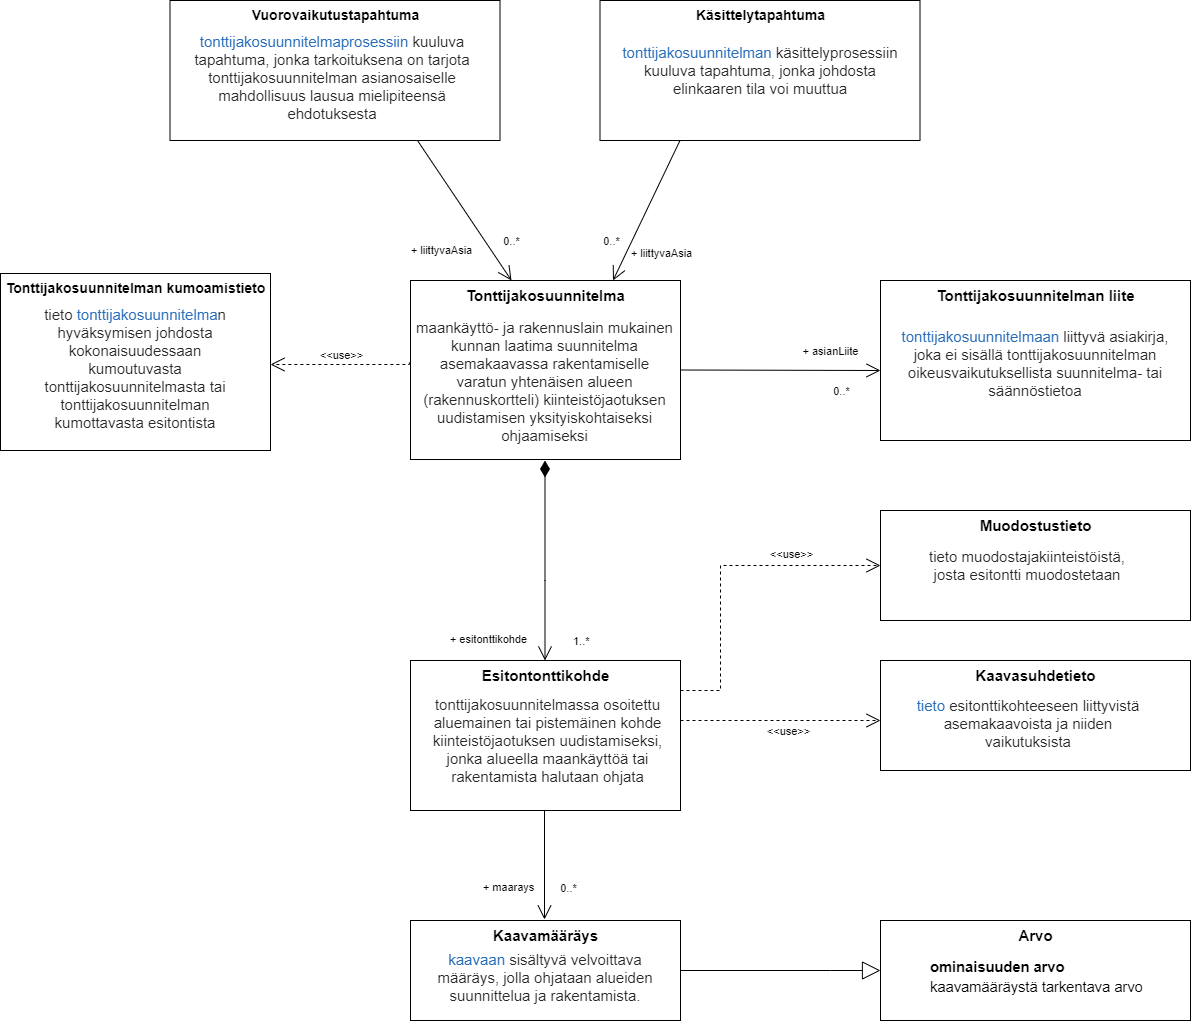 Vuorovaikutustapahtuma
tonttijakosuunnitelmaprosessiin kuuluva
tapahtuma, jonka tarkoituksena on tarjota
tonttijakosuunnitelman asianosaiselle
mahdollisuus lausua mielipiteensä
ehdotuksesta
Käsittelytapahtuma
tonttijakosuunnitelman käsittelyprosessiin
kuuluva tapahtuma, jonka johdosta
elinkaaren tila voi muuttua
+ liittyvaAsia
0..*
0..*
+ liittyvaAsia
Tonttijakosuunnitelman kumoamistieto
tieto tonttijakosuunnitelman
hyväksymisen johdosta
kokonaisuudessaan
kumoutuvasta
tonttijakosuunnitelmasta tai
tonttijakosuunnitelman
kumottavasta esitontista
<<use>>
Tonttijakosuunnitelma
maankäyttö- ja rakennuslain mukainen
kunnan laatima suunnitelma
asemakaavassa rakentamiselle
varatun yhtenäisen alueen
(rakennuskortteli) kiinteistöjaotuksen
uudistamisen yksityiskohtaiseksi
ohjaamiseksi
+ asianLiite
0..*
Tonttijakosuunnitelman liite
tonttijakosuunnitelmaan liittyvä asiakirja,
joka ei sisällä tonttijakosuunnitelman
oikeusvaikutuksellista suunnitelma- tai
säännöstietoa
+ esitonttikohde
1..*
<<use>>
Muodostustieto
tieto muodostajakiinteistöistä,
josta esitontti muodostetaan
Esitontonttikohde
tonttijakosuunnitelmassa osoitettu
aluemainen tai pistemäinen kohde
kiinteistöjaotuksen uudistamiseksi,
jonka alueella maankäyttöä tai
rakentamista halutaan ohjata
<<use>>
Kaavasuhdetieto
tieto esitonttikohteeseen liittyvistä
asemakaavoista ja niiden
vaikutuksista
+ maarays
0..*
Kaavamääräys
kaavaan sisältyvä velvoittava
määräys, jolla ohjataan alueiden
suunnittelua ja rakentamista.
Arvo
ominaisuuden arvo
kaavamääräystä tarkentava arvo